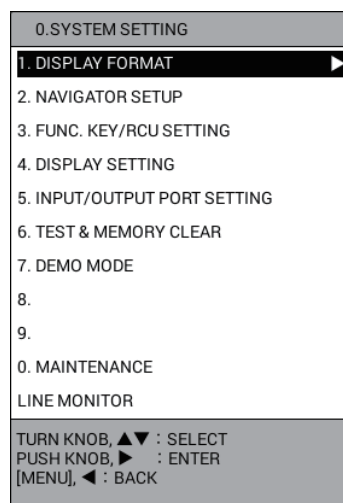 0.SYSTEM SETTING
1. DISPLAY FORMAT ▶
2. NAVIGATOR SETUP
3. FUNC. KEY/RCU SETTING
4. DISPLAY SETTING
5. INPUT/OUTPUT PORT SETTING
6. TEST & MEMORY CLEAR
7. DEMO MODE
8.
9.
0. MAINTENANCE
LINE MONITOR
TURN KNOB, ▲▼ : SELECT
PUSH KNOB, ▶ : ENTER
[MENU], ◀ : BACK